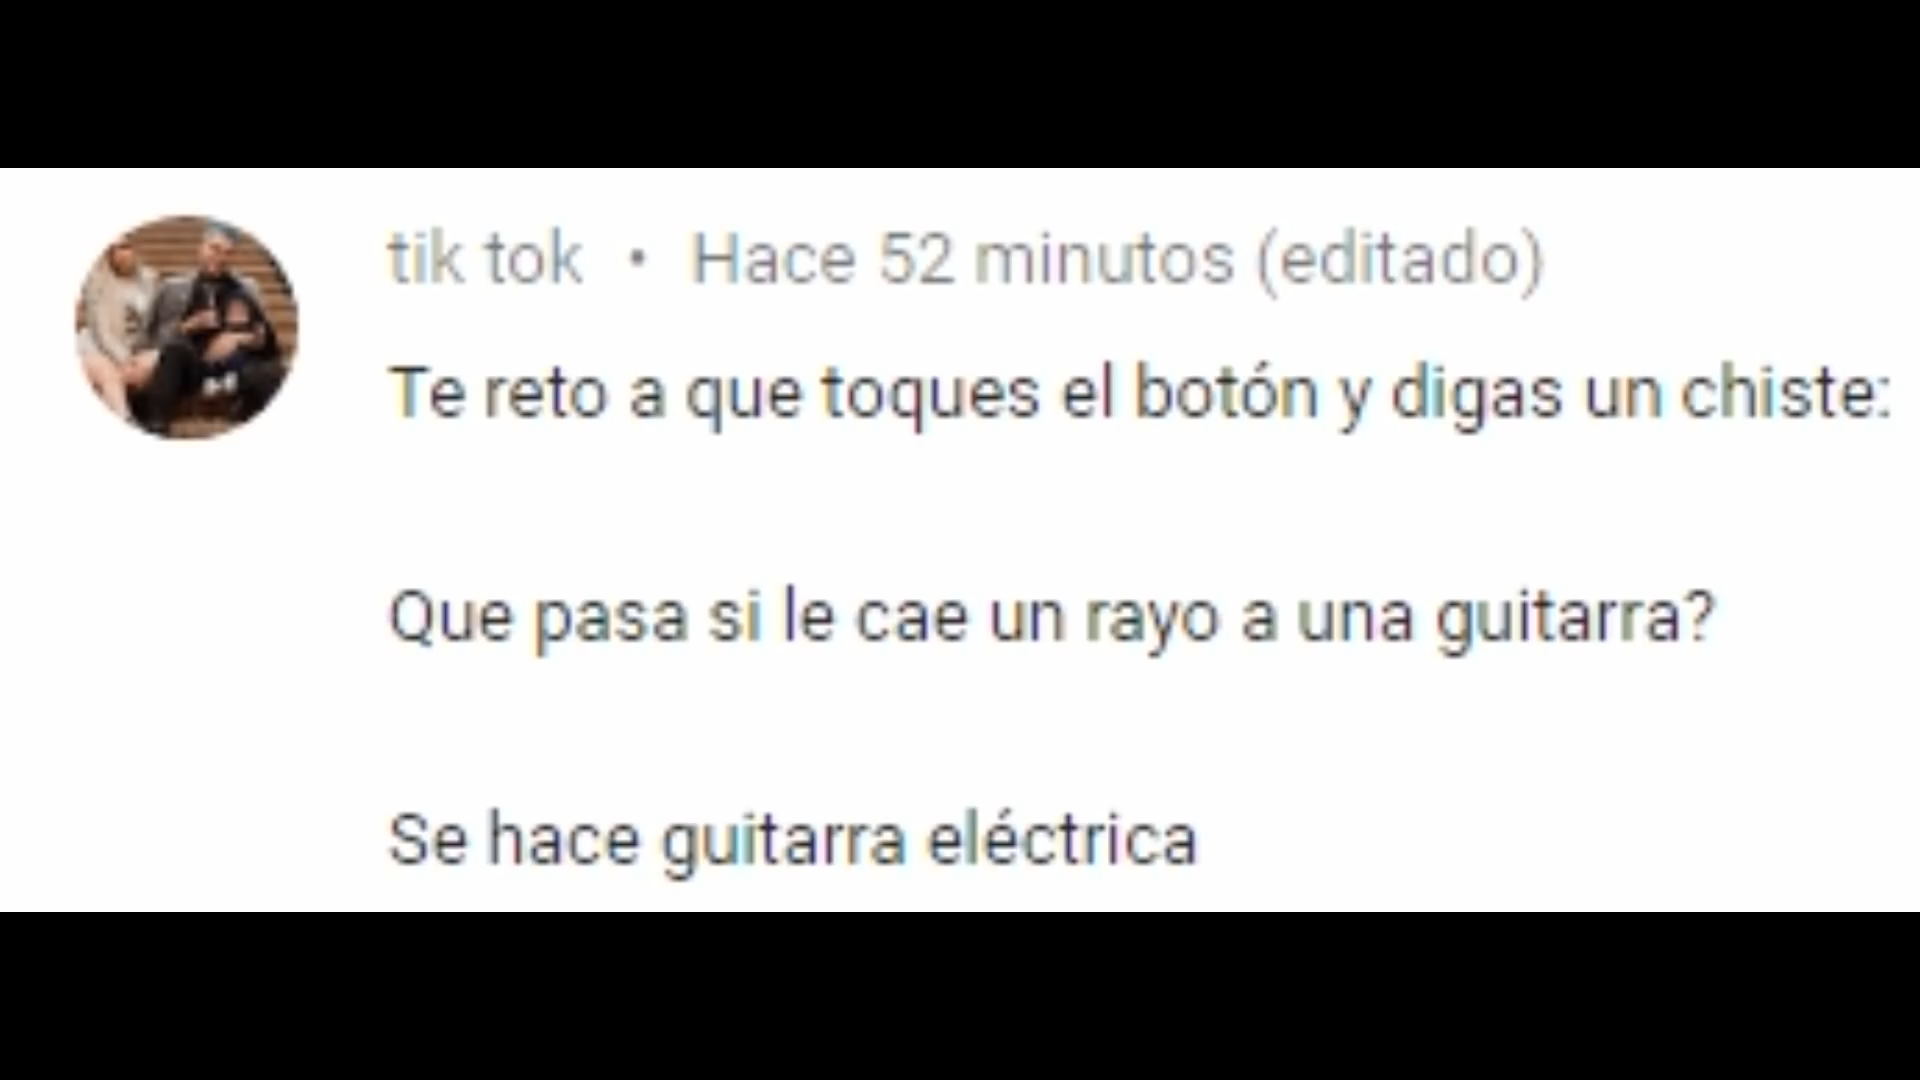 tik tok • Hace 52 minutos (editado)
Te reto a que toques el botón y digas un chiste:
Que pasa si le cae un rayo a una guitarra?
Se hace guitarra eléctrica